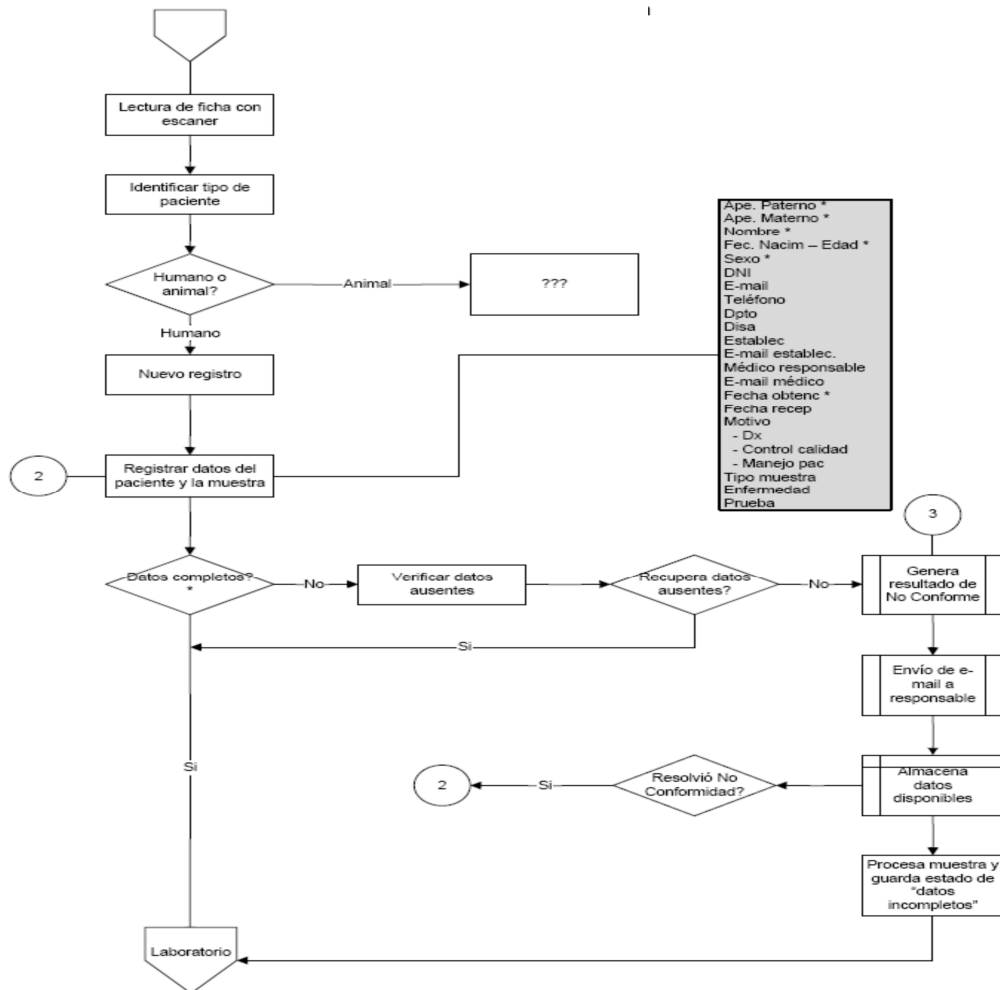 Lectura de ficha con
escaner
Identificar tipo de
paciente
Humano o
animal?
Animal
???
Humano
Nuevo registro
Ape. Paterno *
Ape. Materno *
Nombre *
Fec. Nacim – Edad *
Sexo *
DNI
E-mail
Teléfono
Dpto
Disa
Establec
E-mail establec.
Médico responsable
E-mail médico
Fecha obtenc *
Fecha recep
Motivo
- Dx
- Control calidad
- Manejo pac
Tipo muestra
Enfermedad
Prueba
2
Registrar datos del
paciente y la muestra
3
Datos completos?
*
No
Verificar datos
ausentes
Recupera datos
ausentes?
No
Genera
resultado de
No Conforme
Si
Envío de e-
mail a
responsable
Si
2
Si
Resolvió No
Conformidad?
Almacena
datos
disponibles
Procesa muestra y
guarda estado de
"datos
incompletos"
Laboratorio